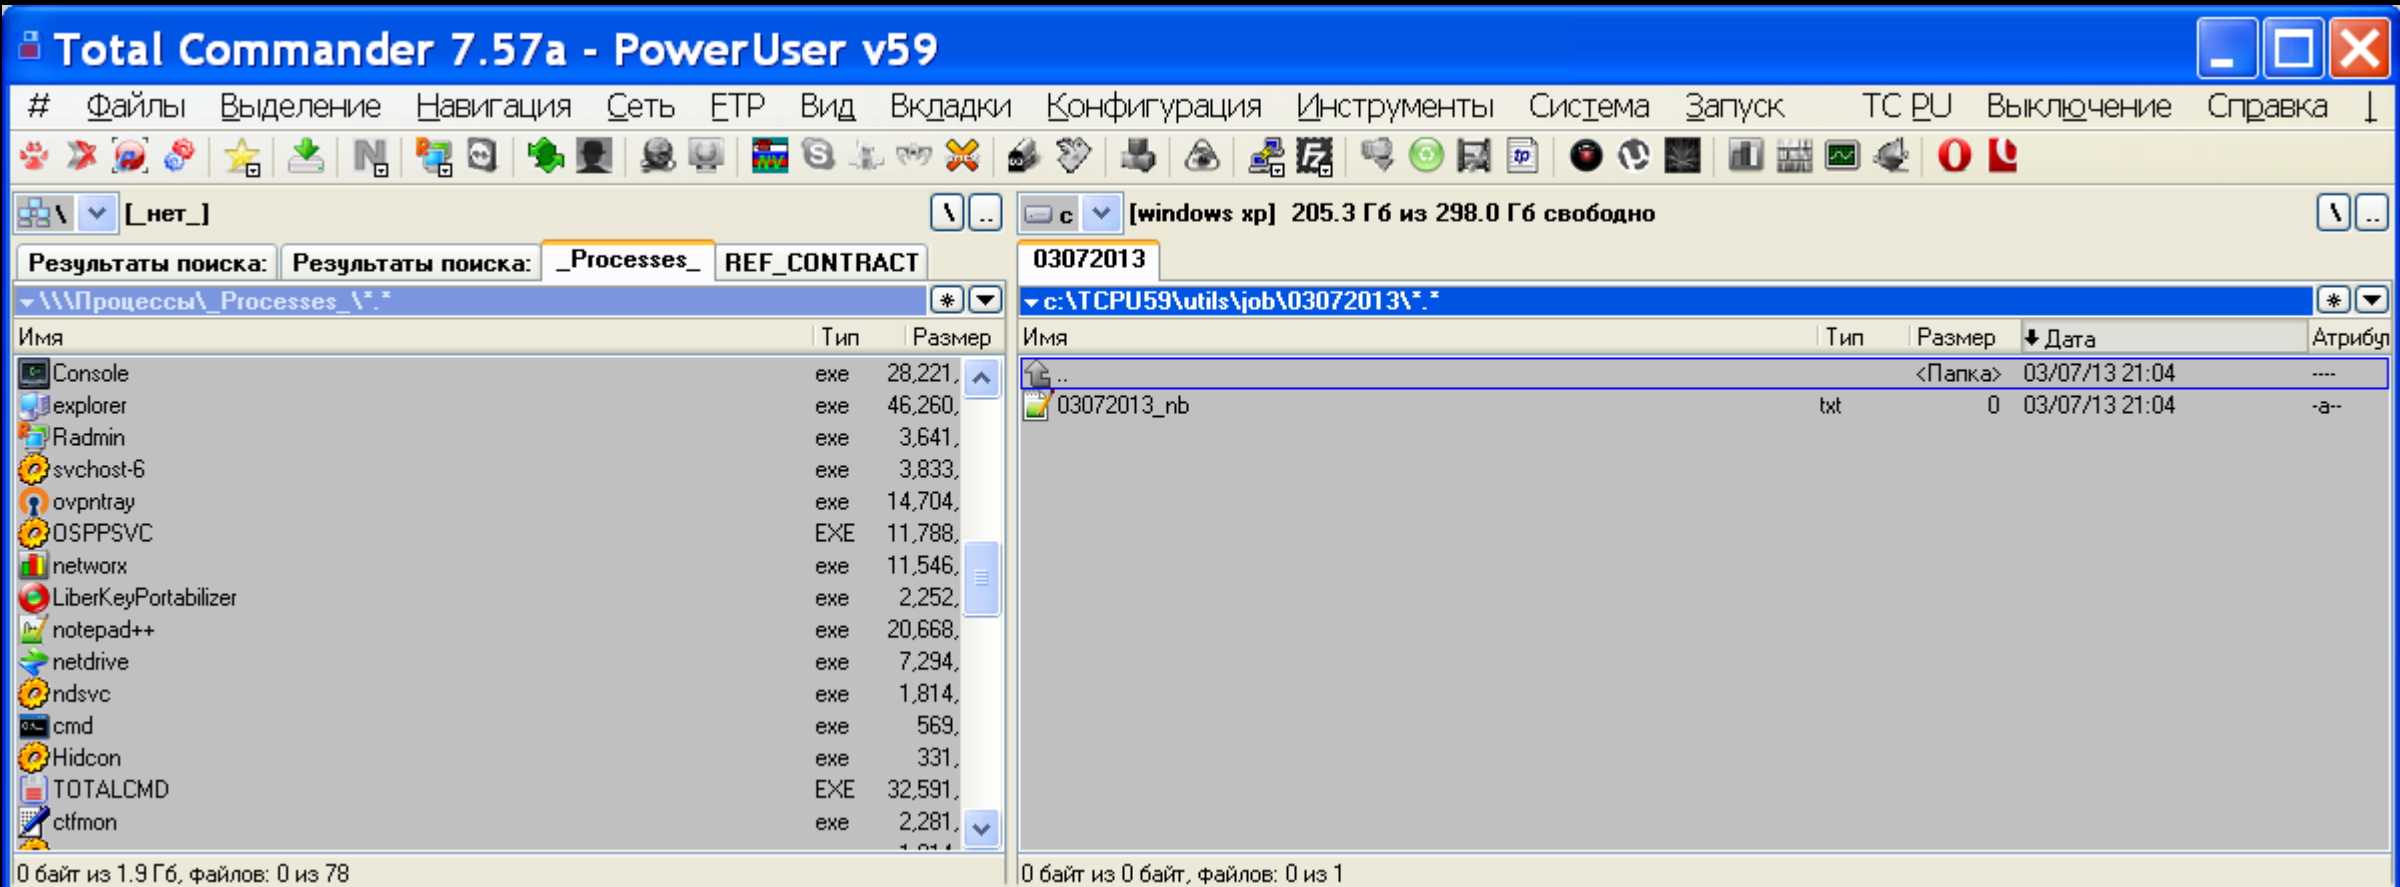 Total Commander 7.57a - PowerUser v59
# Файлы Выделение Навигация Сеть FTP Вид Вкладки Конфигурация Инструменты Система Запуск TC PU Выключение Справка
\ [_нет_] \ ..
c [windows xp] 205.3 Гб из 298.0 Гб свободно \ ..
Результаты поиска: Результаты поиска: _Processes_ REF_CONTRACT
03072013
\\\Процессы\_Processes_\*.* *
c:\TCPU59\utils\job\03072013\*.* *
Имя Тип Размер
Console exe 28,221,
explorer exe 46,260,
Radmin exe 3,641,
svchost-6 exe 3,833,
ovpntray exe 14,704,
OSPPSVC EXE 11,788,
networx exe 11,546,
LiberKeyPortabilizer exe 2,252,
notepad++ exe 20,668,
netdrive exe 7,294,
ndsvc exe 1,814,
cmd exe 569,
Hidcon exe 331,
TOTALCMD EXE 32,591,
ctfmon exe 2,281,
0 байт из 1.9 Гб, файлов: 0 из 78
Имя Тип Размер Дата Атрибу
.. <Папка> 03/07/13 21:04 ----
03072013_nb txt 0 03/07/13 21:04 -a--
0 байт из 0 байт, файлов: 0 из 1